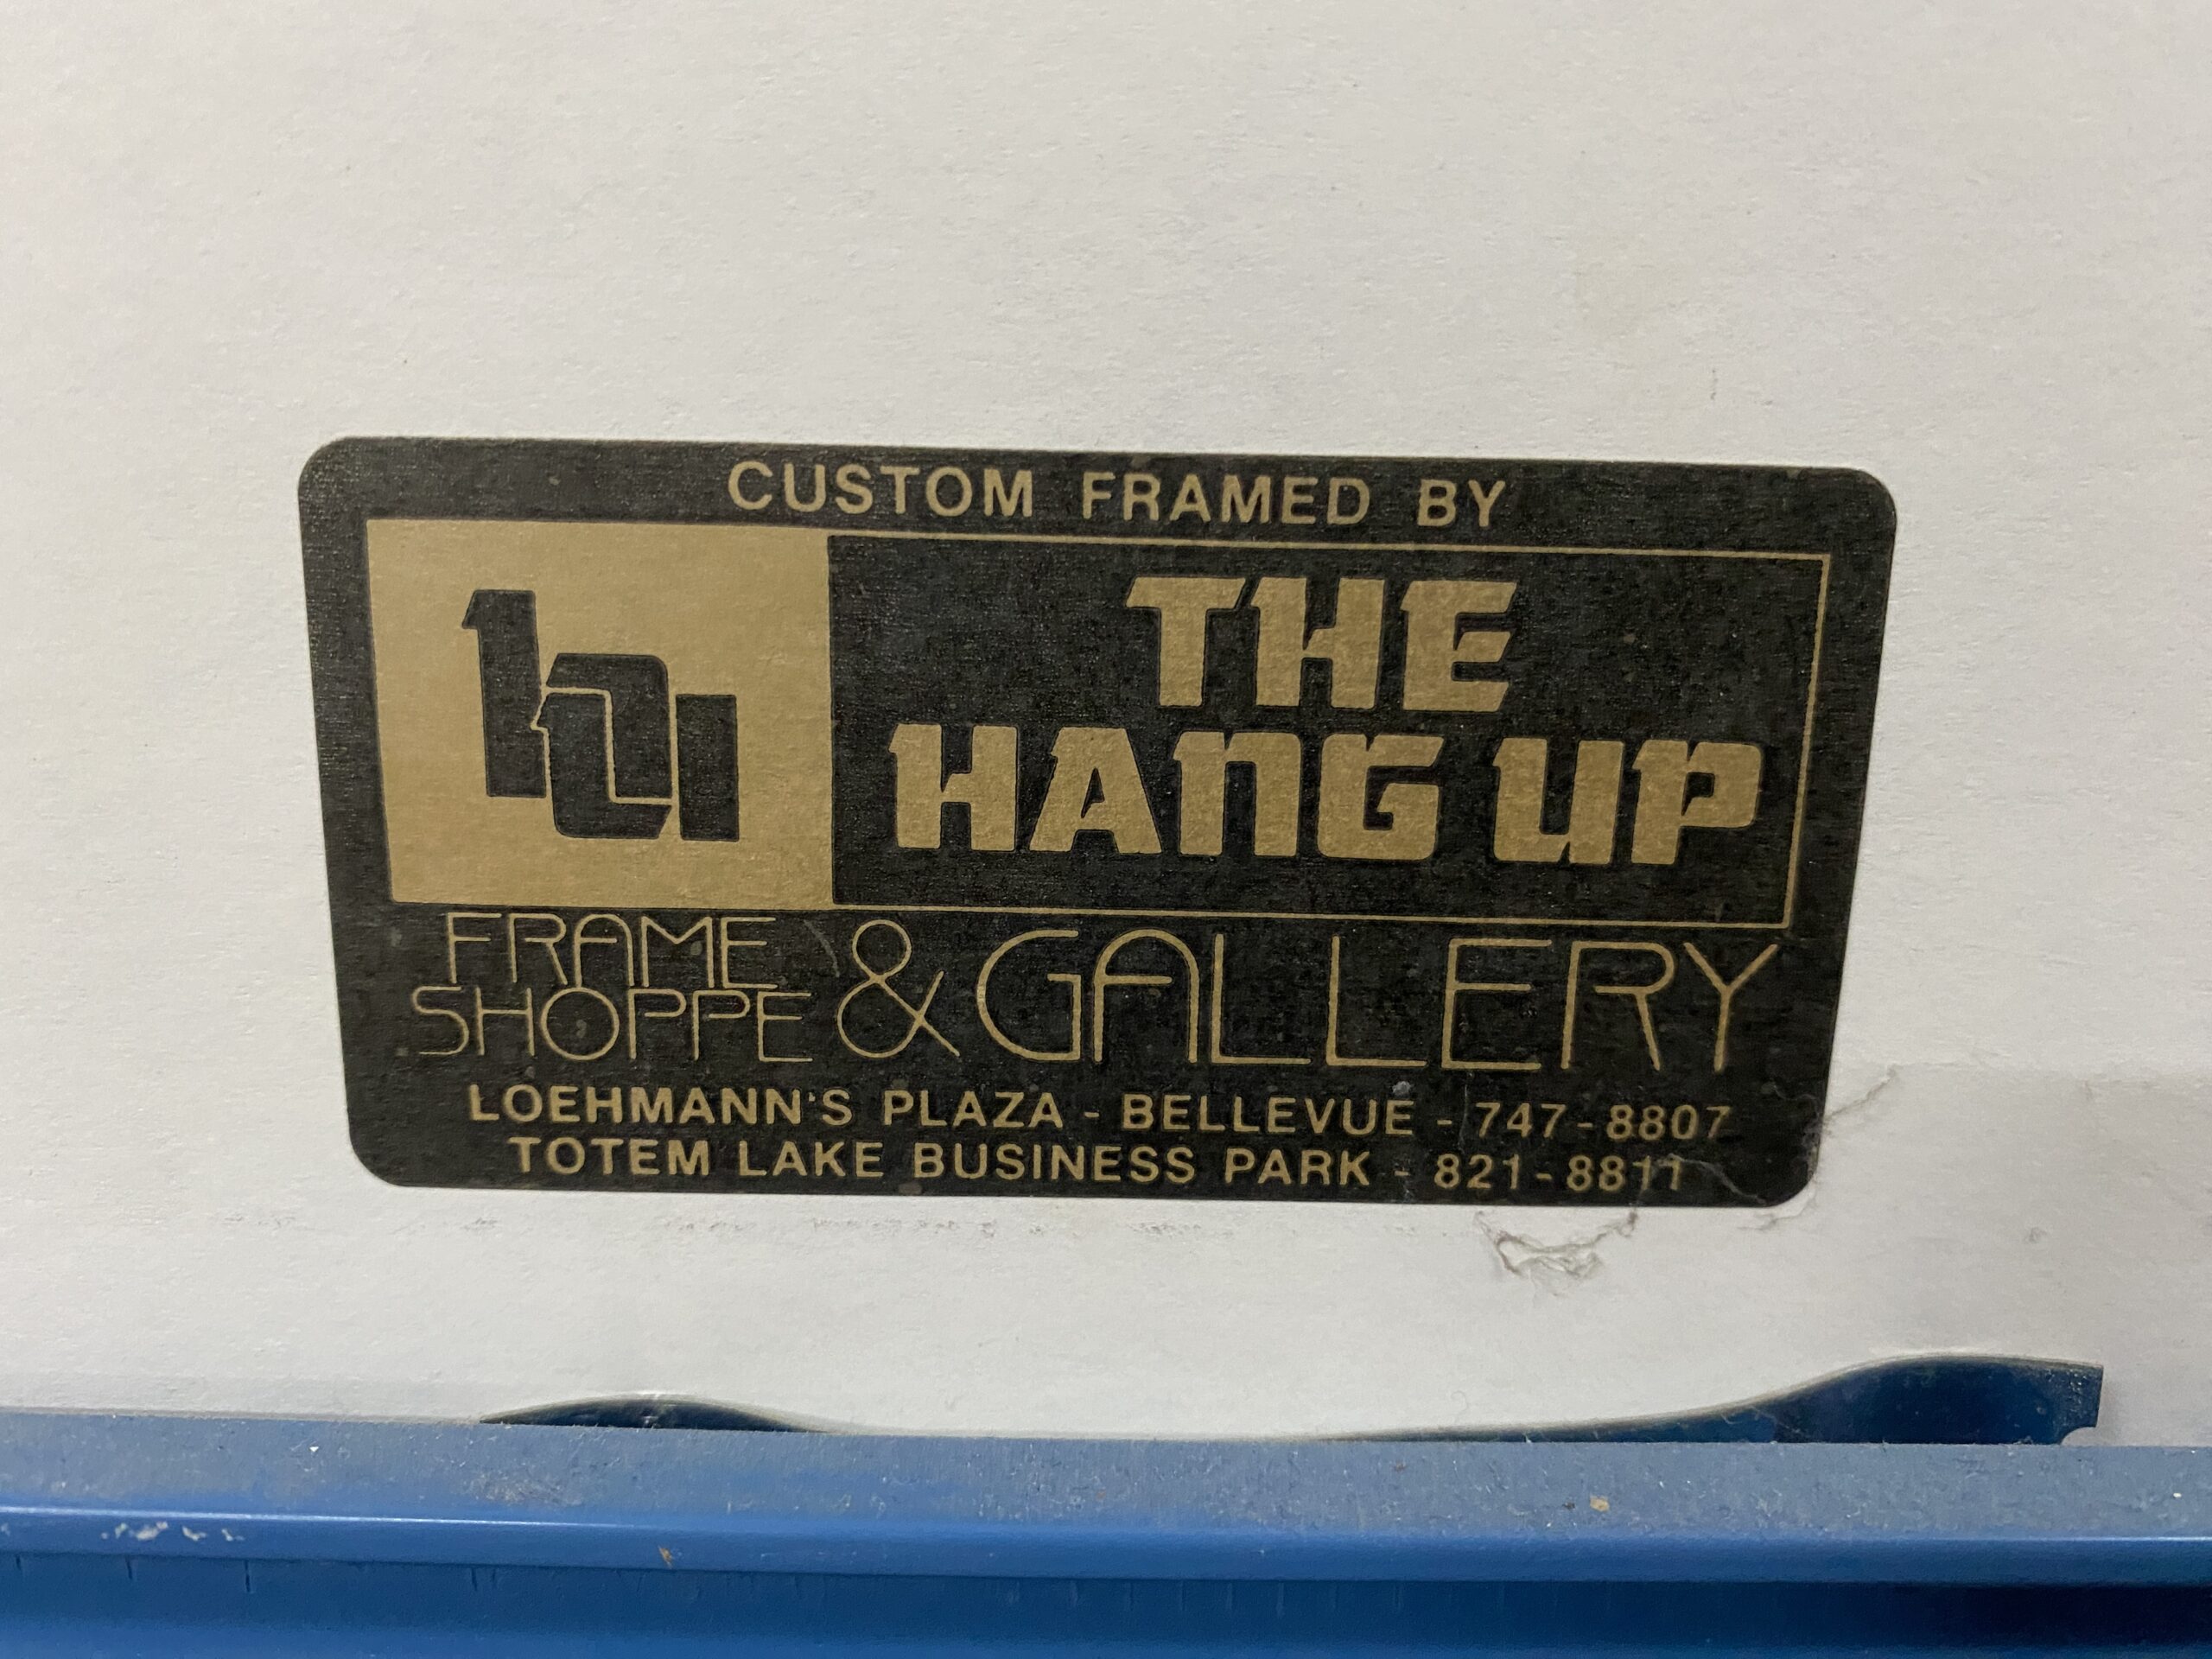 CUSTOM FRAMED BY
hu
THE
HANG UP
FRAME
SHOPPE & GALLERY
LOEHMANN'S PLAZA - BELLEVUE - 747-8807
TOTEM LAKE BUSINESS PARK - 821-8811